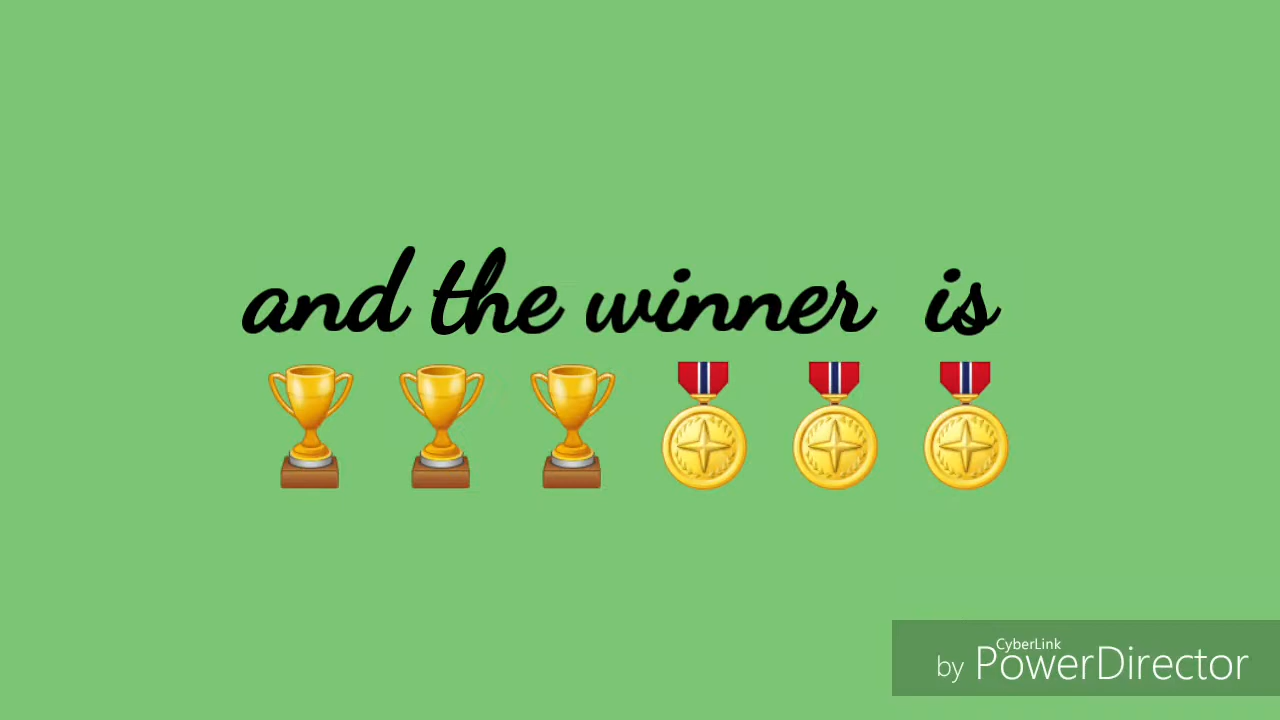 and the winner is
🏆🏆🏆🎖🎖🎖
CyberLink
by PowerDirector